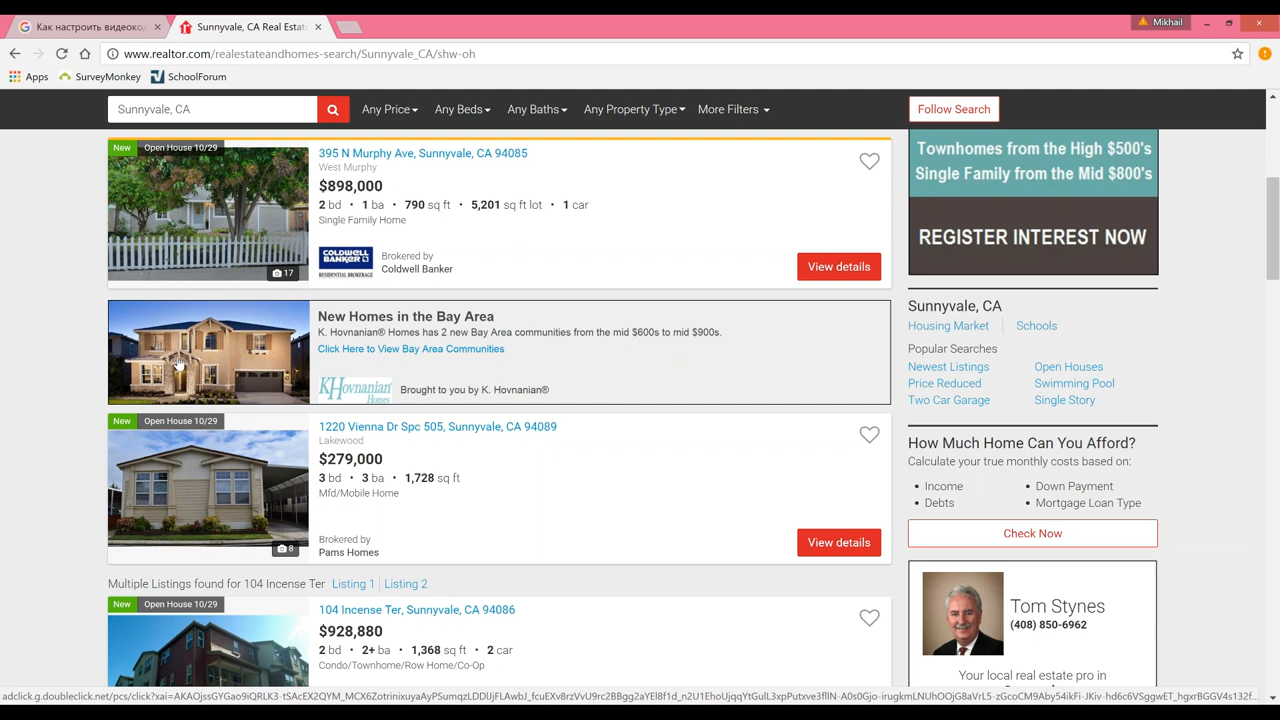 Как настроить видеокод
Sunnyvale, CA Real Estat
Mikhail
www.realtor.com/realestateandhomes-search/Sunnyvale_CA/shw-oh
Apps SurveyMonkey SchoolForum
Sunnyvale, CA Any Price Any Beds Any Baths Any Property Type More Filters Follow Search
New Open House 10/29
395 N Murphy Ave, Sunnyvale, CA 94085
West Murphy
$898,000
2 bd • 1 ba • 790 sq ft • 5,201 sq ft lot • 1 car
Single Family Home
17
COLDWELL
BANKER
RESIDENTIAL BROKERAGE
Brokered by
Coldwell Banker
View details
New Homes in the Bay Area
K. Hovnanian® Homes has 2 new Bay Area communities from the mid $600s to mid $900s.
Click Here to View Bay Area Communities
KHovnanian
Homes
Brought to you by K. Hovnanian®
New Open House 10/29
1220 Vienna Dr Spc 505, Sunnyvale, CA 94089
Lakewood
$279,000
3 bd • 3 ba • 1,728 sq ft
Mfd/Mobile Home
8
Brokered by
Pams Homes
View details
Multiple Listings found for 104 Incense Ter Listing 1 Listing 2
New Open House 10/29
104 Incense Ter, Sunnyvale, CA 94086
$928,880
2 bd • 2+ ba • 1,368 sq ft • 2 car
Condo/Townhome/Row Home/Co-Op
Townhomes from the High $500's
Single Family from the Mid $800's
REGISTER INTEREST NOW
Sunnyvale, CA
Housing Market Schools
Popular Searches
Newest Listings Open Houses
Price Reduced Swimming Pool
Two Car Garage Single Story
How Much Home Can You Afford?
Calculate your true monthly costs based on:
• Income • Down Payment
• Debts • Mortgage Loan Type
Check Now
Tom Stynes
(408) 850-6962
Your local real estate pro in